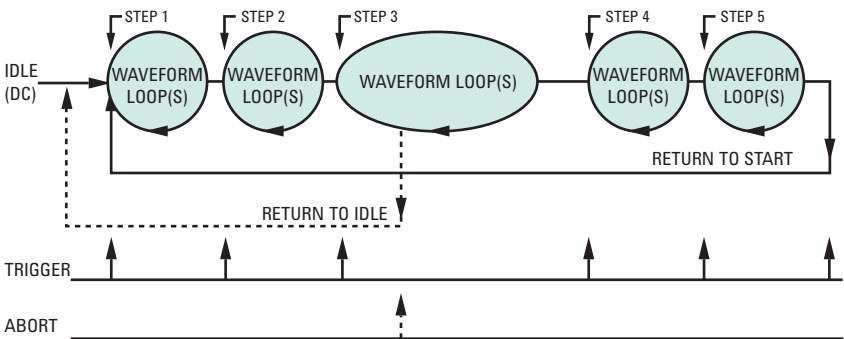 STEP 1
STEP 2
STEP 3
STEP 4
STEP 5
IDLE
(DC)
WAVEFORM
LOOP(S)
WAVEFORM
LOOP(S)
WAVEFORM LOOP(S)
WAVEFORM
LOOP(S)
WAVEFORM
LOOP(S)
RETURN TO START
RETURN TO IDLE
TRIGGER
ABORT